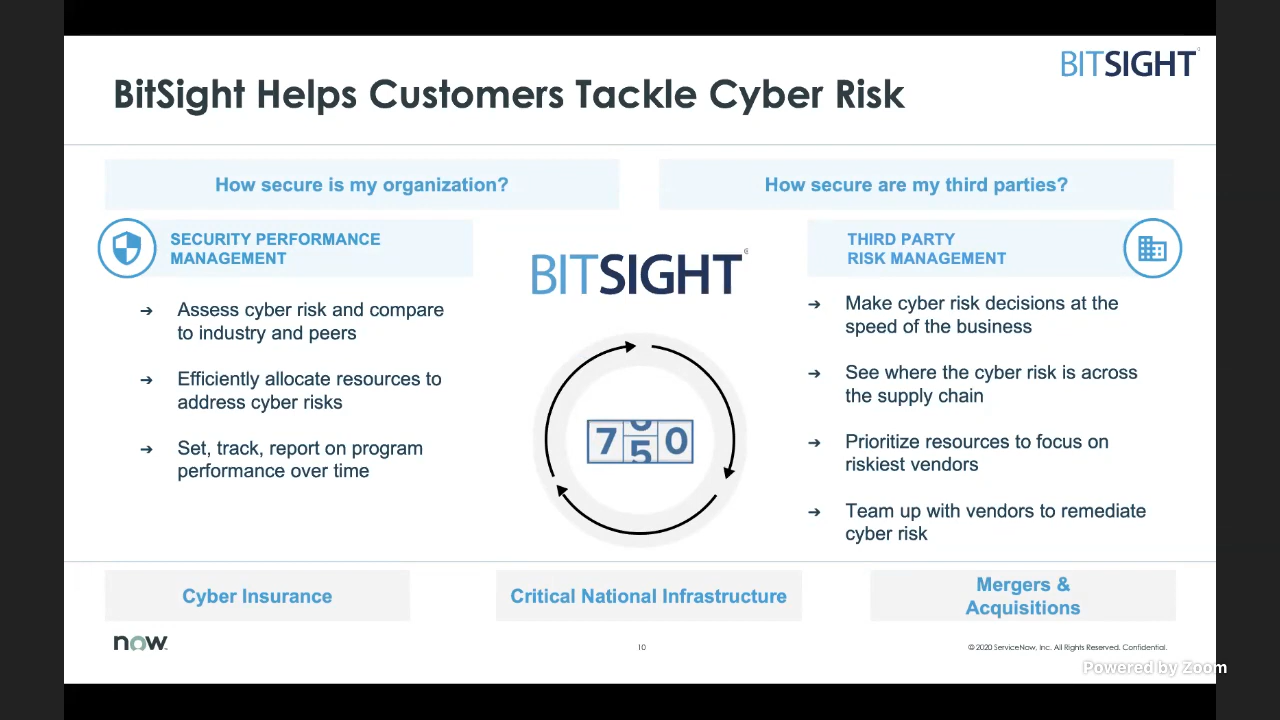 BITSIGHT
BitSight Helps Customers Tackle Cyber Risk
How secure is my organization?
How secure are my third parties?
SECURITY PERFORMANCE
MANAGEMENT
➔ Assess cyber risk and compare
to industry and peers
➔ Efficiently allocate resources to
address cyber risks
➔ Set, track, report on program
performance over time
BITSIGHT
7 5 0
THIRD PARTY
RISK MANAGEMENT
➔ Make cyber risk decisions at the
speed of the business
➔ See where the cyber risk is across
the supply chain
➔ Prioritize resources to focus on
riskiest vendors
➔ Team up with vendors to remediate
cyber risk
Cyber Insurance
Critical National Infrastructure
Mergers &
Acquisitions
now
10
© 2020 ServiceNow, Inc. All Rights Reserved. Confidential.
Powered by Zoom